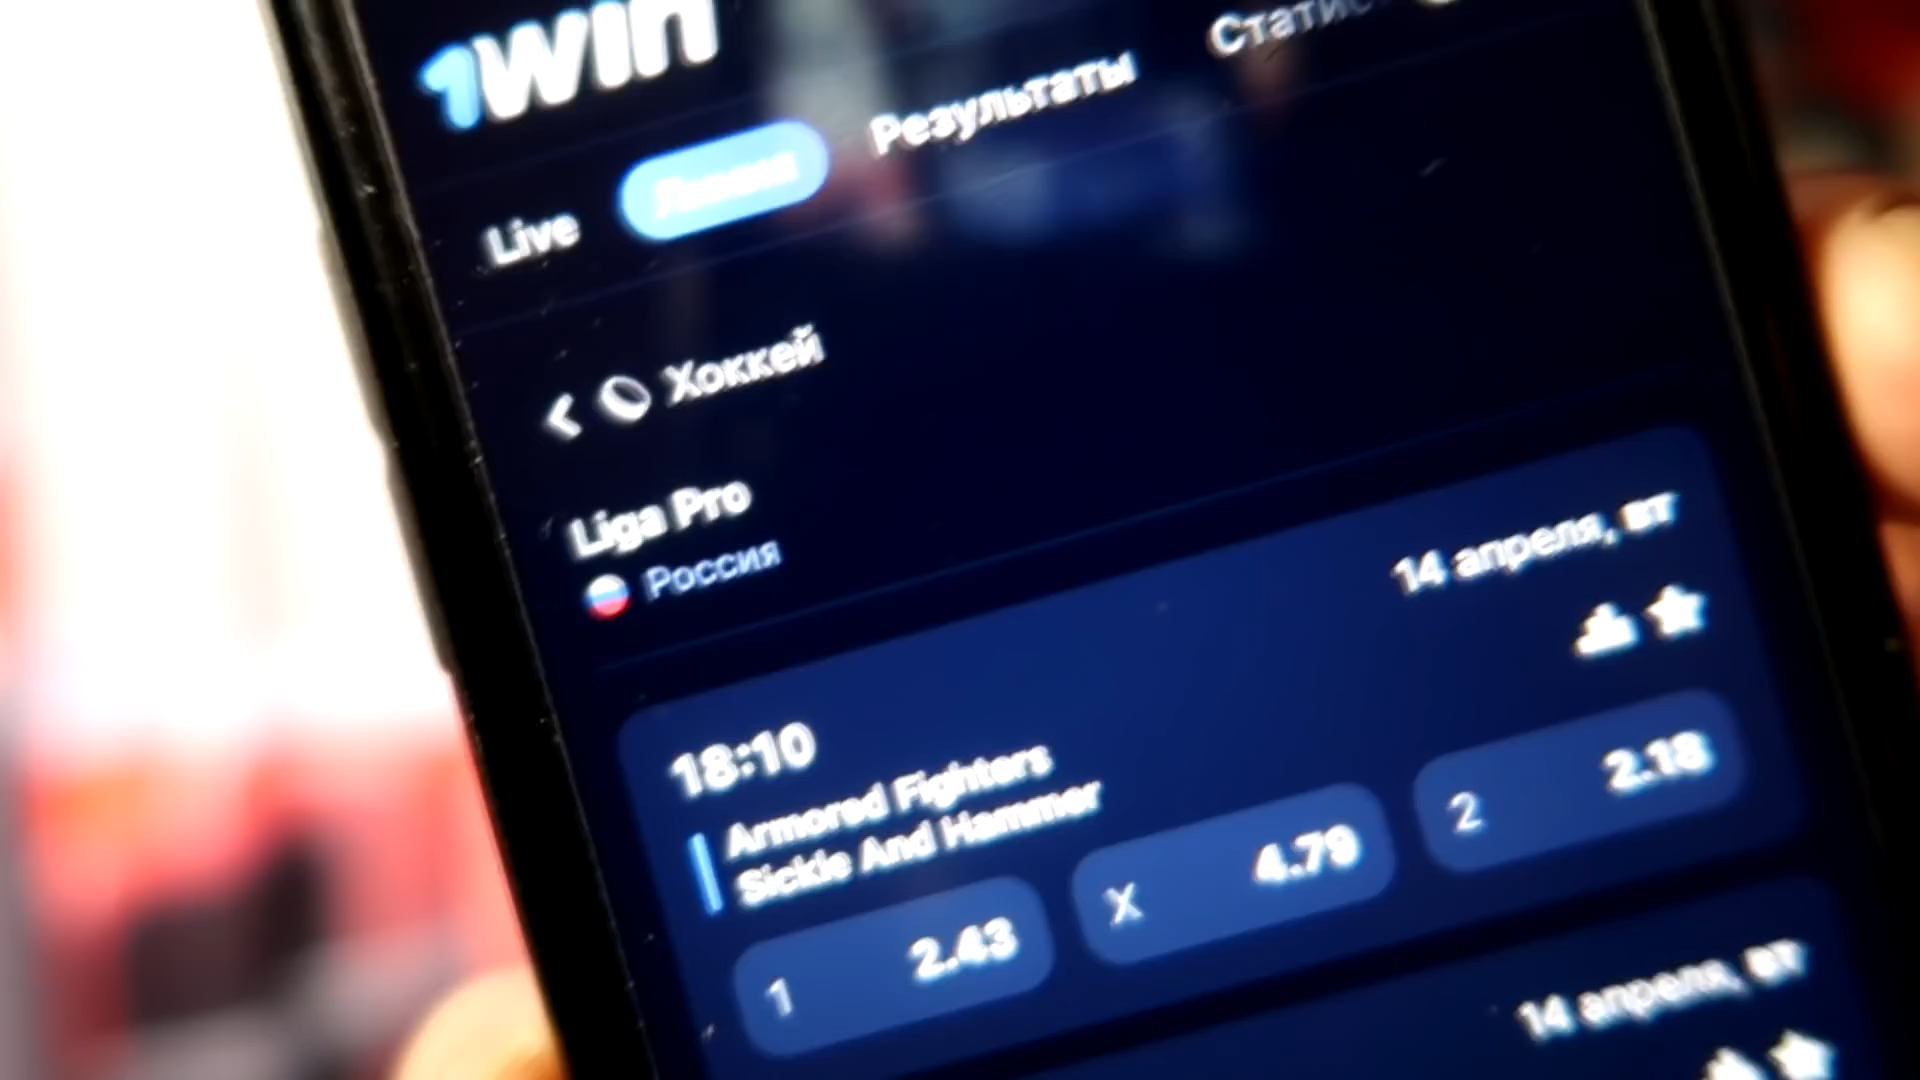 1win
Live Линия Результаты
Хоккей
Liga Pro
Россия
14 апреля, вт
18:10
Armored Fighters
Sickle And Hammer
1 2.43 X 4.79 2 2.18
14 апреля, вт